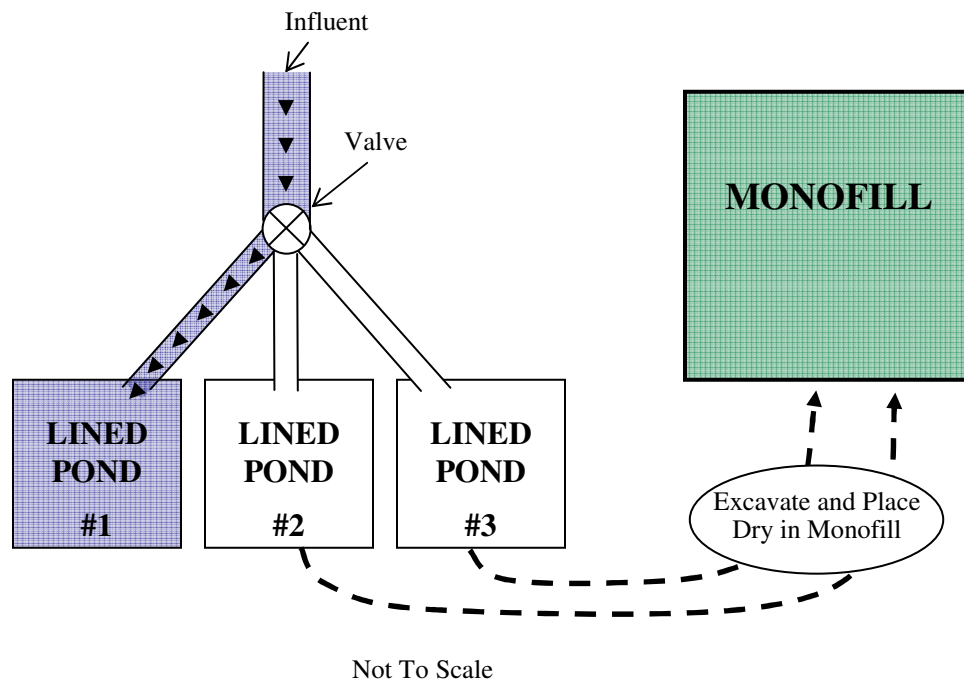 Influent
Valve
MONOFILL
LINED
POND
#1
LINED
POND
#2
LINED
POND
#3
Excavate and Place
Dry in Monofill
Not To Scale